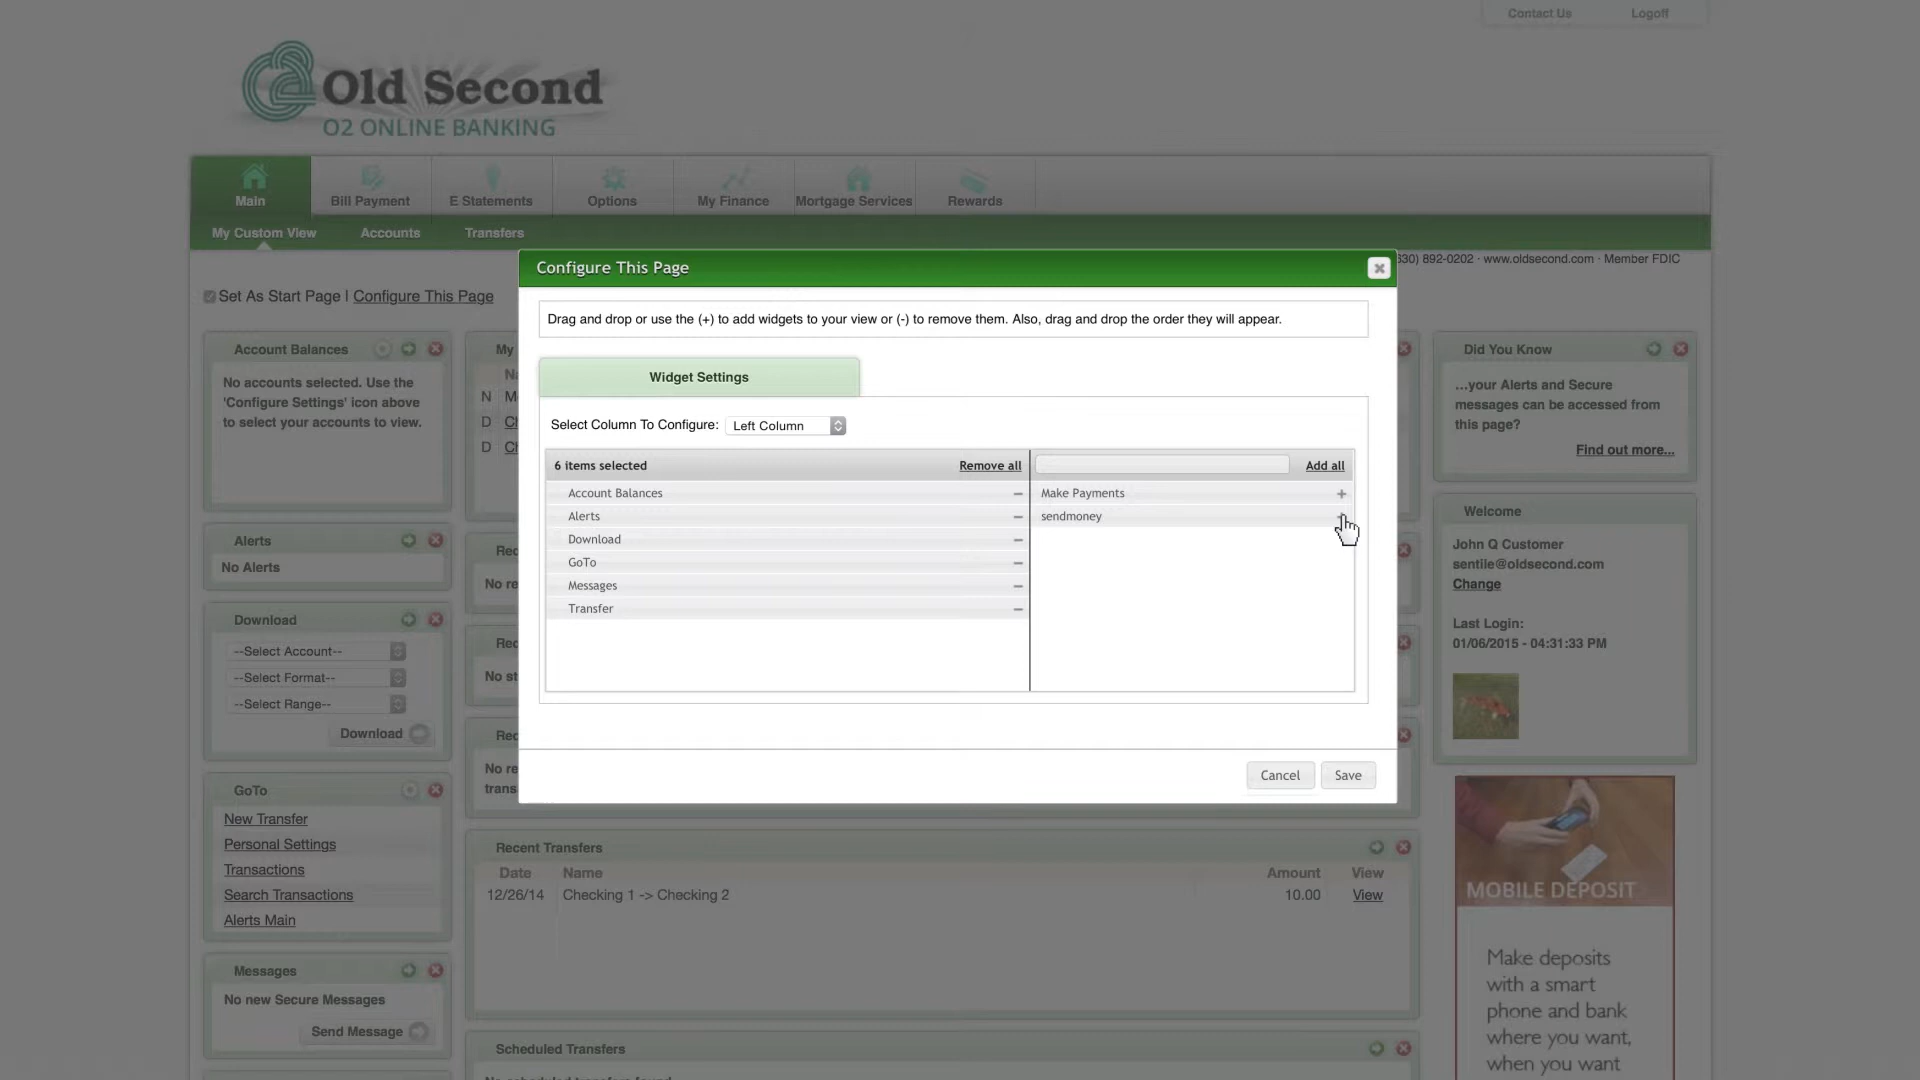 Contact Us
Logoff
Old Second
O2 ONLINE BANKING
Main
Bill Payment
E Statements
Options
My Finance
Mortgage Services
Rewards
My Custom View
Accounts
Transfers
892-0202 · www.oldsecond.com · Member FDIC
Set As Start Page | Configure This Page
Configure This Page
Drag and drop or use the (+) to add widgets to your view or (-) to remove them. Also, drag and drop the order they will appear.
Widget Settings
Select Column To Configure: Left Column
6 items selected
Remove all
Add all
Account Balances
Alerts
Download
GoTo
Messages
Transfer
Make Payments
sendmoney
Cancel
Save
Account Balances
No accounts selected. Use the
'Configure Settings' icon above
to select your accounts to view.
Alerts
No Alerts
Download
--Select Account--
--Select Format--
--Select Range--
Download
GoTo
New Transfer
Personal Settings
Transactions
Search Transactions
Alerts Main
Messages
No new Secure Messages
Send Message
My
N
D
D
No
No
No
Recent Transfers
Date Name Amount View
12/26/14 Checking 1 -> Checking 2 10.00 View
Scheduled Transfers
Did You Know
...your Alerts and Secure
messages can be accessed from
this page?
Find out more...
Welcome
John Q Customer
sentile@oldsecond.com
Change
Last Login:
01/06/2015 - 04:31:33 PM
MOBILE DEPOSIT
Make deposits
with a smart
phone and bank
where you want,
when you want